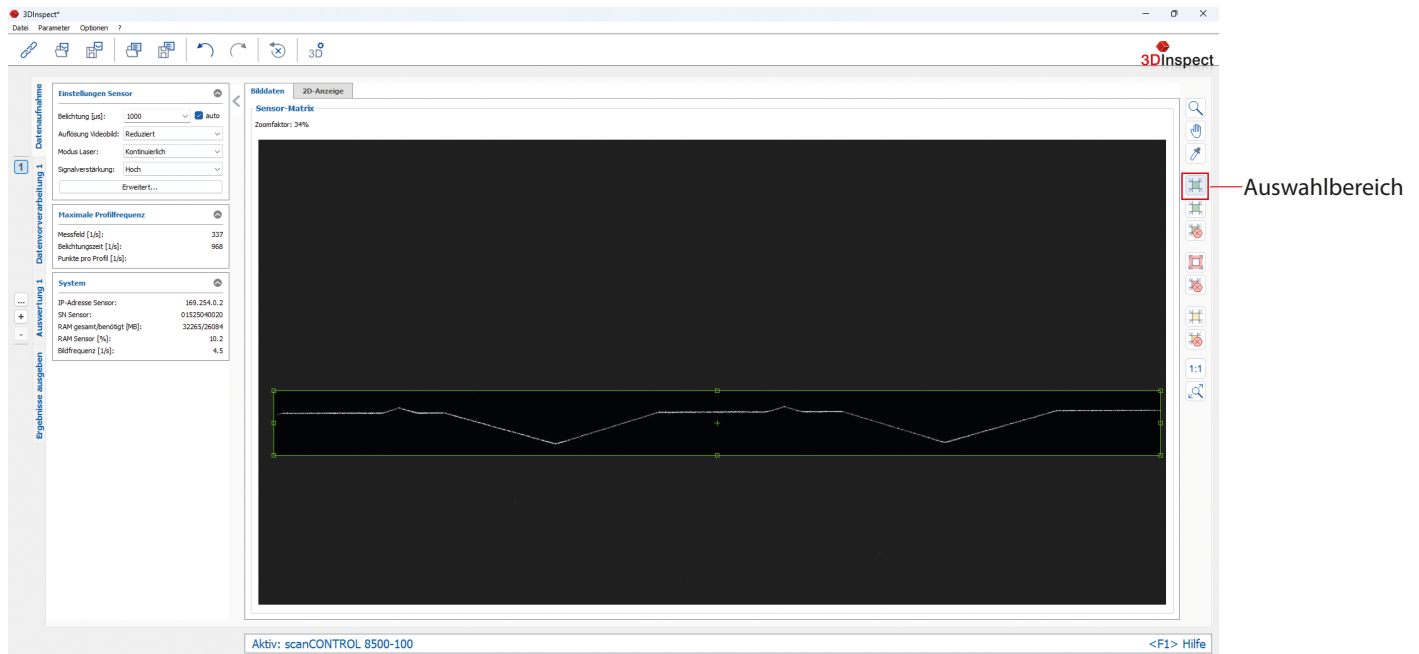 3DInspect*
Datei Parameter Optionen ?
3D
3DInspect
Datenaufnahme
Datenvorverarbeitung 1
Auswertung 1
Ergebnisse ausgeben
1
...
+
-
Einstellungen Sensor
Belichtung [µs]: 1000 auto
Auflösung Videobild: Reduziert
Modus Laser: Kontinuierlich
Signalverstärkung: Hoch
Erweitert...
Maximale Profilfrequenz
Messfeld [1/s]: 337
Belichtungszeit [1/s]: 968
Punkte pro Profil [1/s]:
System
IP-Adresse Sensor: 169.254.0.2
SN Sensor: 01525040020
RAM gesamt/benötigt [MB]: 32265/26084
RAM Sensor [%]: 10.2
Bildfrequenz [1/s]: 4.5
Bilddaten 2D-Anzeige
Sensor-Matrix
Zoomfaktor: 34%
Auswahlbereich
1:1
Aktiv: scanCONTROL 8500-100 <F1> Hilfe